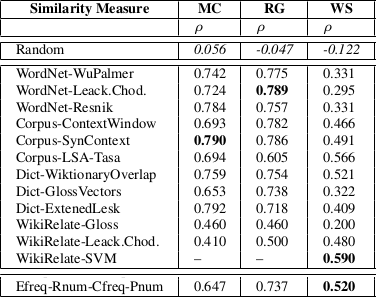 Similarity Measure MC RG WS
ρ ρ ρ
Random 0.056 -0.047 -0.122
WordNet-WuPalmer 0.742 0.775 0.331
WordNet-Leack.Chod. 0.724 0.789 0.295
WordNet-Resnik 0.784 0.757 0.331
Corpus-ContextWindow 0.693 0.782 0.466
Corpus-SynContext 0.790 0.786 0.491
Corpus-LSA-Tasa 0.694 0.605 0.566
Dict-WiktionaryOverlap 0.759 0.754 0.521
Dict-GlossVectors 0.653 0.738 0.322
Dict-ExtenedLesk 0.792 0.718 0.409
WikiRelate-Gloss 0.460 0.460 0.200
WikiRelate-Leack.Chod. 0.410 0.500 0.480
WikiRelate-SVM – – 0.590
Efreq-Rnum-Cfreq-Pnum 0.647 0.737 0.520